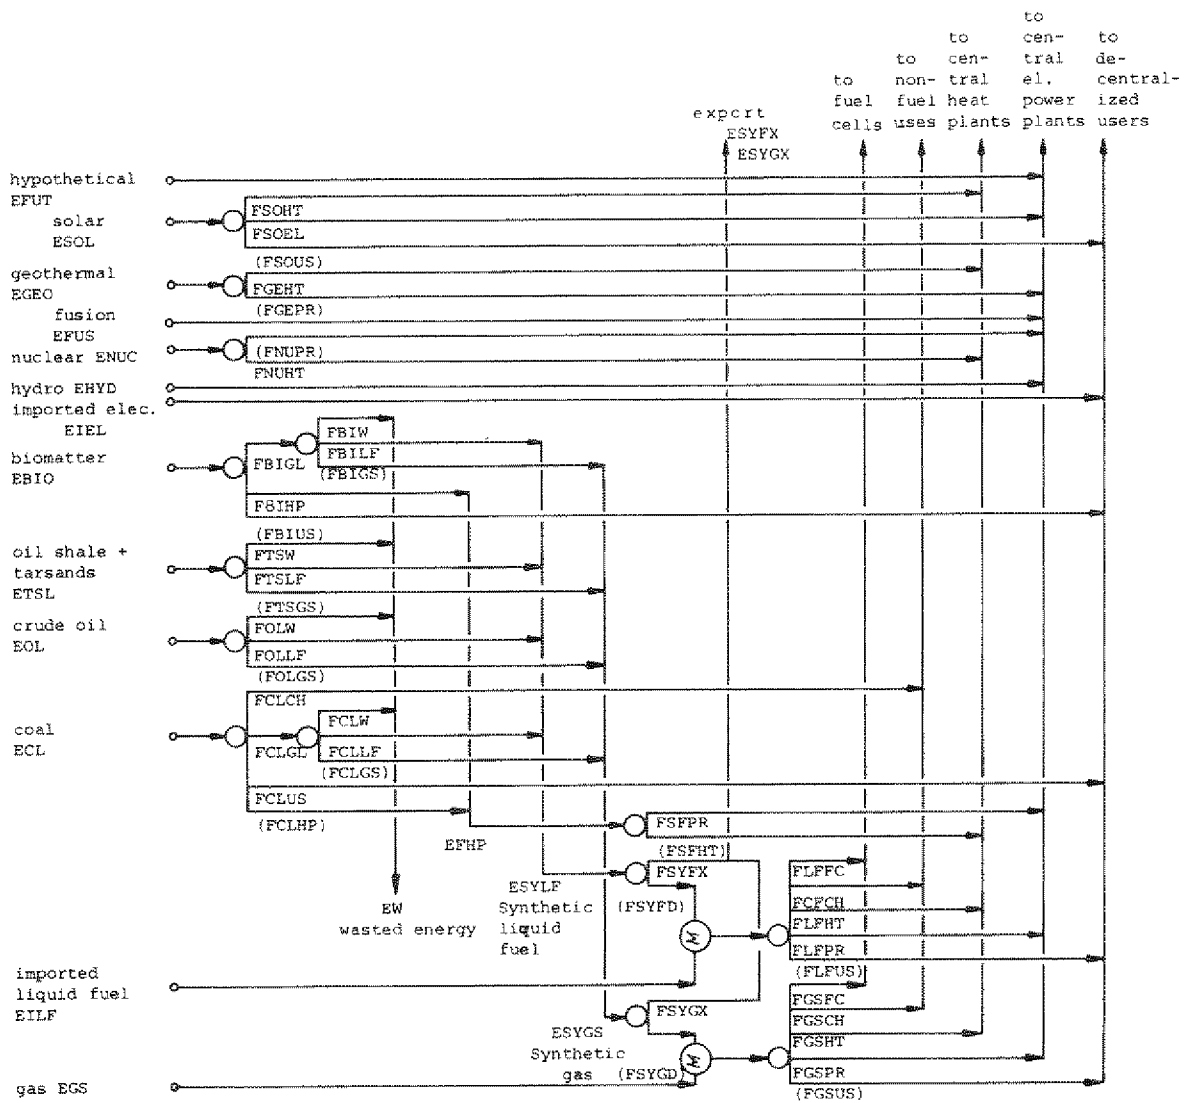 to
cen-
tral
el.
power
plants
to
cen-
tral
heat
plants
to
de-
central-
ized
users
to
non-
fuel
uses
to
fuel
cells
expcrt
ESYFX
ESYGX
hypothetical
EFUT
solar
ESOL
FSOHT
FSOEL
(FSOUS)
geothermal
EGEO
FGEHT
(FGEPR)
fusion
EFUS
nuclear ENUC
(FNUPR)
FNUHT
hydro EHYD
imported elec.
EIEL
biomatter
EBIO
FBIGL
FBIW
FBILF
(FBIGS)
F8IHP
(FBIUS)
oil shale +
tarsands
ETSL
FTSW
FTSLF
(FTSGS)
crude oil
EOL
FOLW
FOLLF
(FOLGS)
FCLCH
coal
ECL
FCLGL
FCLW
FCLLF
(FCLGS)
FCLUS
(FCLHP)
EFHP
FSFPR
(FSFHT)
FSYFX
(FSYFD)
ESYLF
Synthetic
liquid
fuel
EW
wasted energy
M
FLFFC
FCFCH
FLFHT
FLFPR
(FLFUS)
imported
liquid fuel
EILF
FSYGX
ESYGS
Synthetic
gas
(FSYGD)
M
FGSFC
FGSCH
FGSHT
FGSPR
(FGSUS)
gas EGS